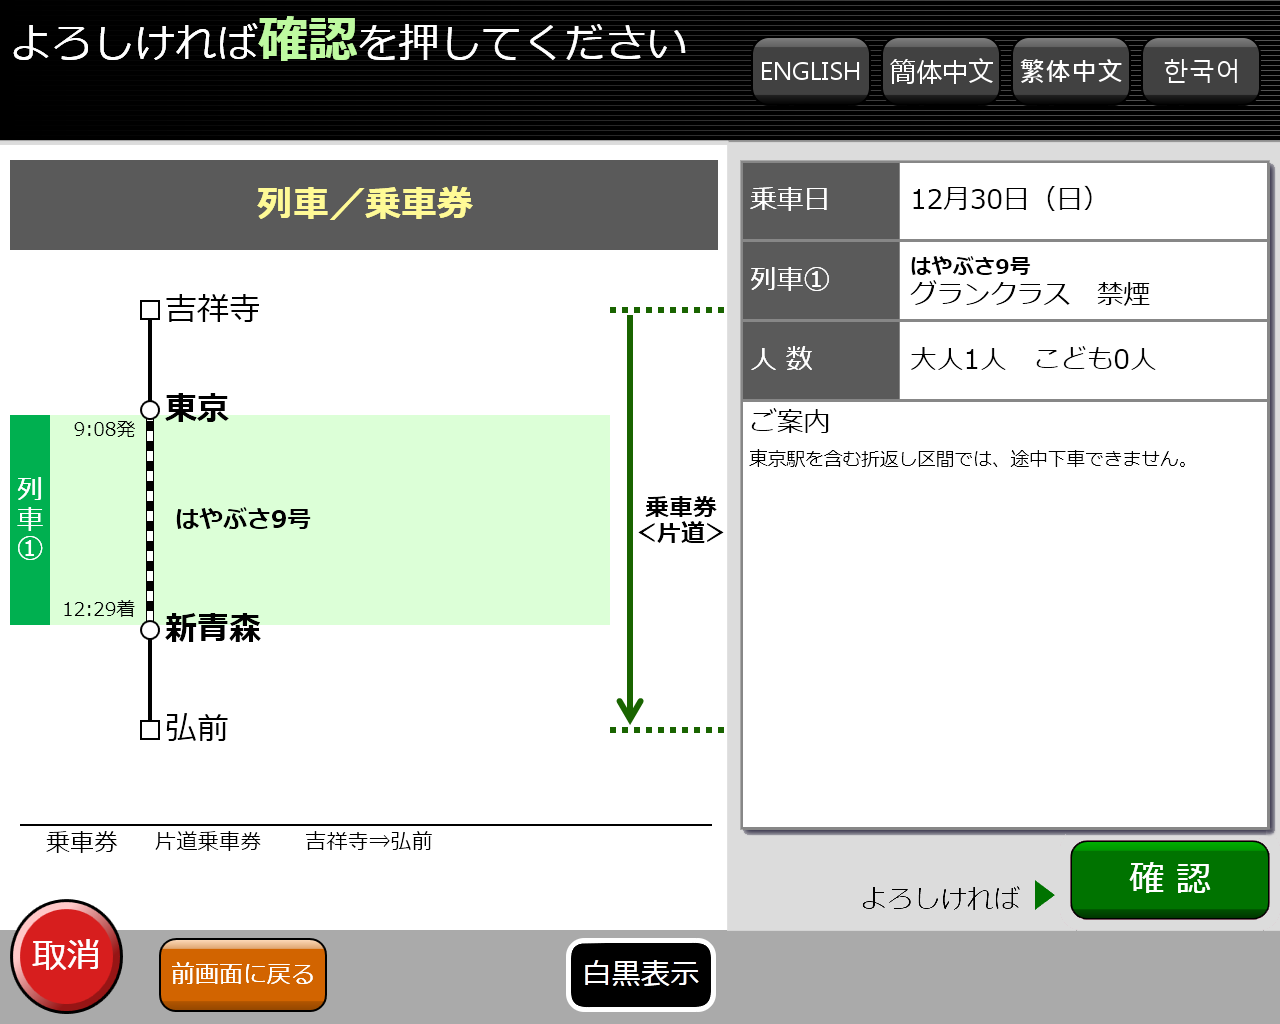 よろしければ確認を押してください
ENGLISH
簡体中文
繁体中文
한국어
列車／乗車券
吉祥寺
東京
9:08発
列車①
はやぶさ9号
12:29着
新青森
弘前
乗車券
＜片道＞
乗車券 片道乗車券 吉祥寺⇒弘前
乗車日 12月30日（日）
列車① はやぶさ9号
グランクラス　禁煙
人 数 大人1人　こども0人
ご案内
東京駅を含む折返し区間では、途中下車できません。
よろしければ
確 認
取消
前画面に戻る
白黒表示